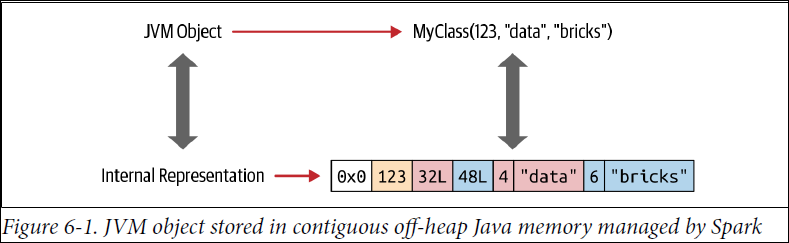 JVM Object MyClass(123, "data", "bricks")
Internal Representation 0x0 123 32L 48L 4 "data" 6 "bricks"
Figure 6-1. JVM object stored in contiguous off-heap Java memory managed by Spark